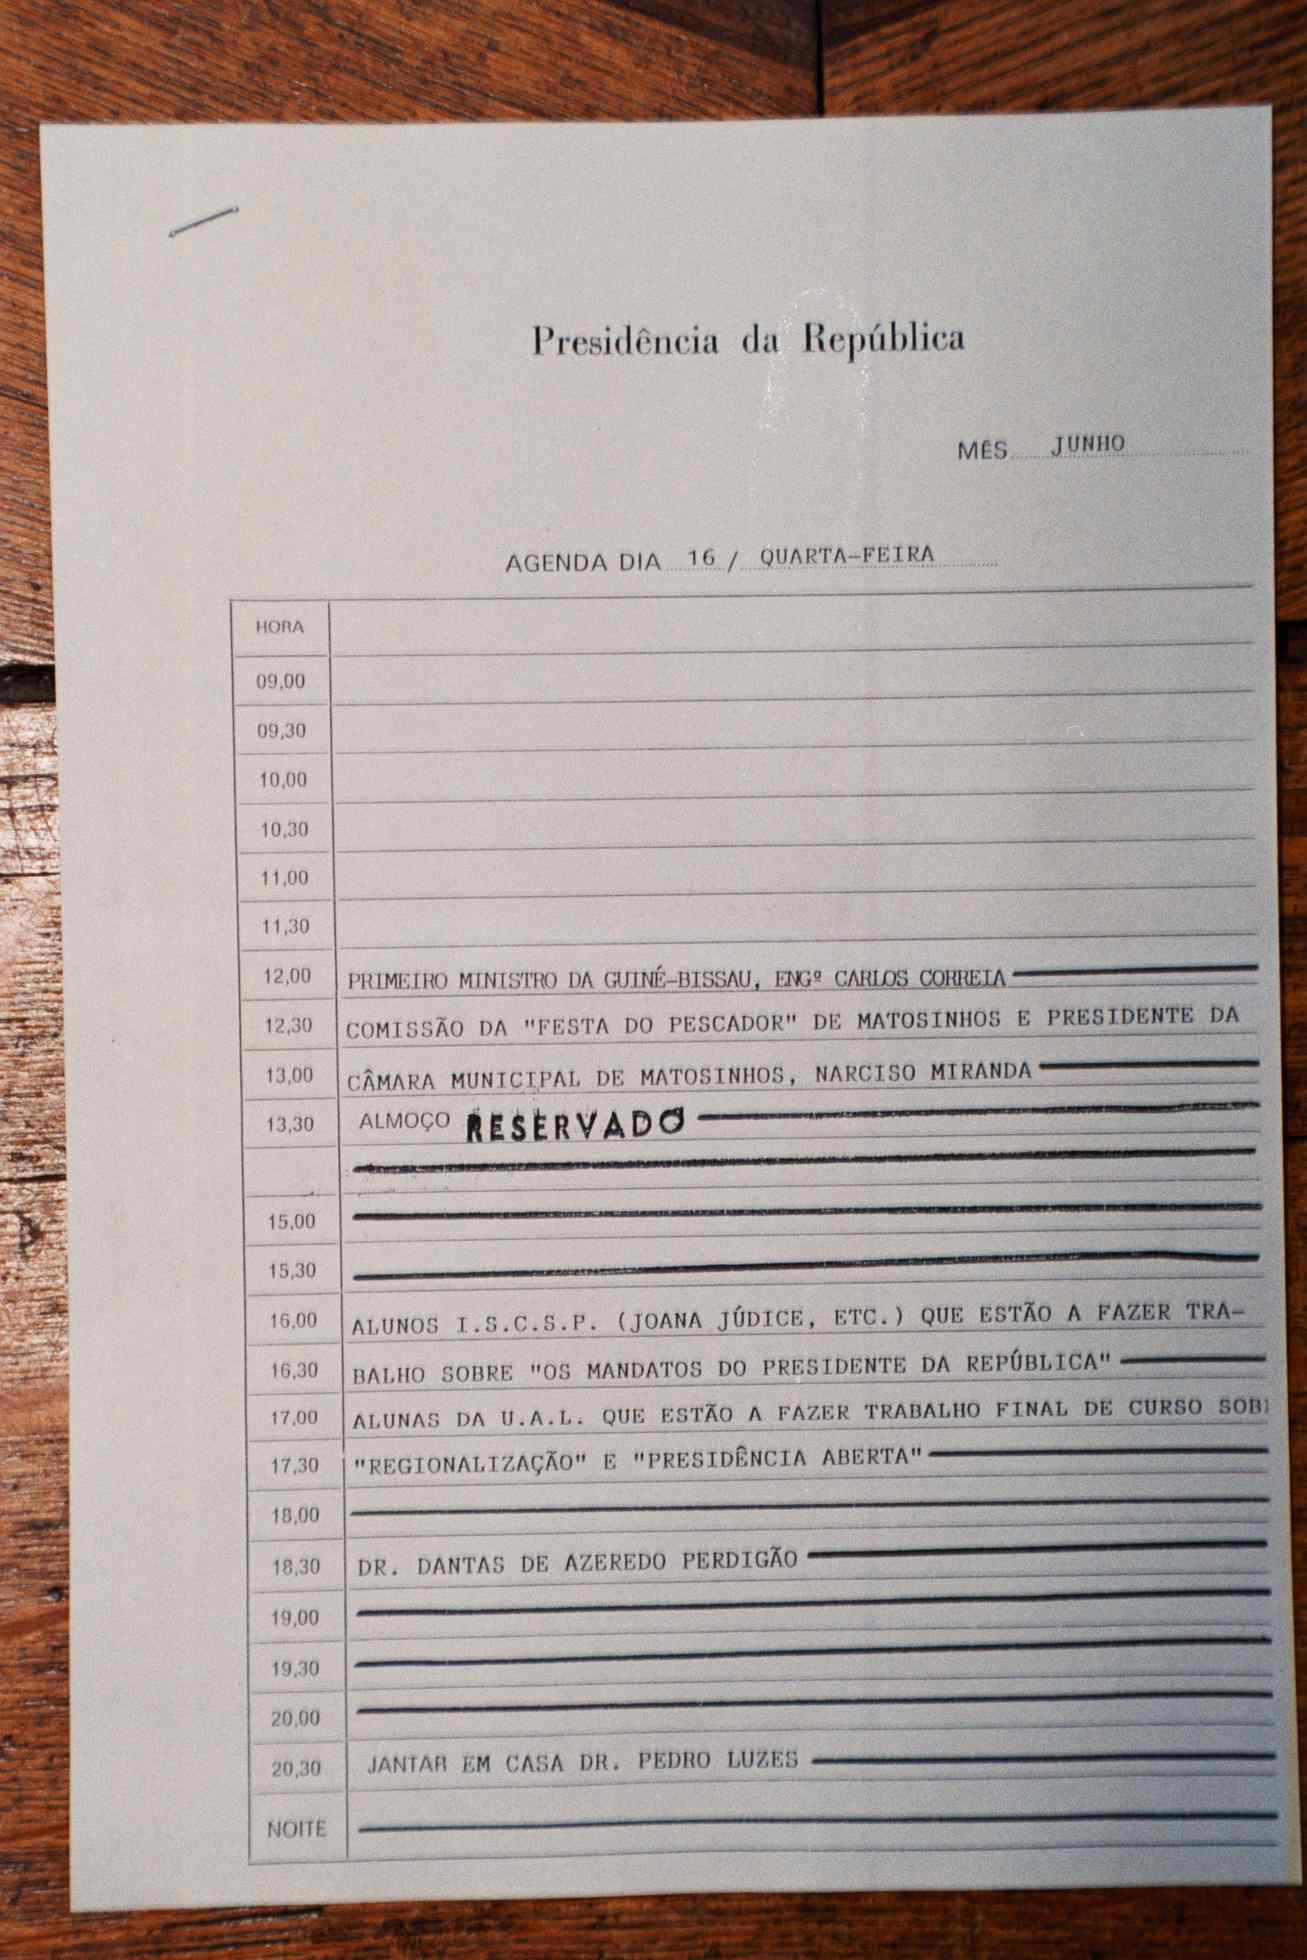 Presidência da República
MÊS JUNHO
AGENDA DIA 16 / QUARTA-FEIRA
HORA
09,00
09,30
10,00
10,30
11,00
11,30
12,00 PRIMEIRO MINISTRO DA GUINÉ-BISSAU, ENGº CARLOS CORREIA
12,30 COMISSÃO DA "FESTA DO PESCADOR" DE MATOSINHOS E PRESIDENTE DA
13,00 CÂMARA MUNICIPAL DE MATOSINHOS, NARCISO MIRANDA
13,30 ALMOÇO RESERVADO
15,00
15,30
16,00 ALUNOS I.S.C.S.P. (JOANA JÚDICE, ETC.) QUE ESTÃO A FAZER TRA-
16,30 BALHO SOBRE "OS MANDATOS DO PRESIDENTE DA REPÚBLICA"
17,00 ALUNAS DA U.A.L. QUE ESTÃO A FAZER TRABALHO FINAL DE CURSO
17,30 "REGIONALIZAÇÃO" E "PRESIDÊNCIA ABERTA"
18,00
18,30 DR. DANTAS DE AZEREDO PERDIGÃO
19,00
19,30
20,00
20,30 JANTAR EM CASA DR. PEDRO LUZES
NOITE